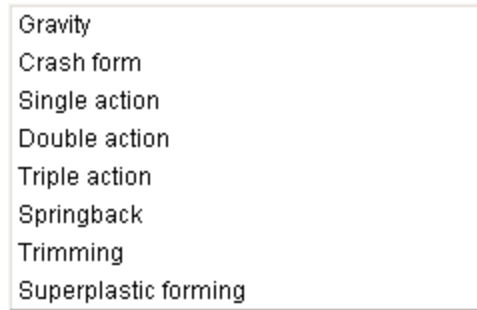 Gravity
Crash form
Single action
Double action
Triple action
Springback
Trimming
Superplastic forming